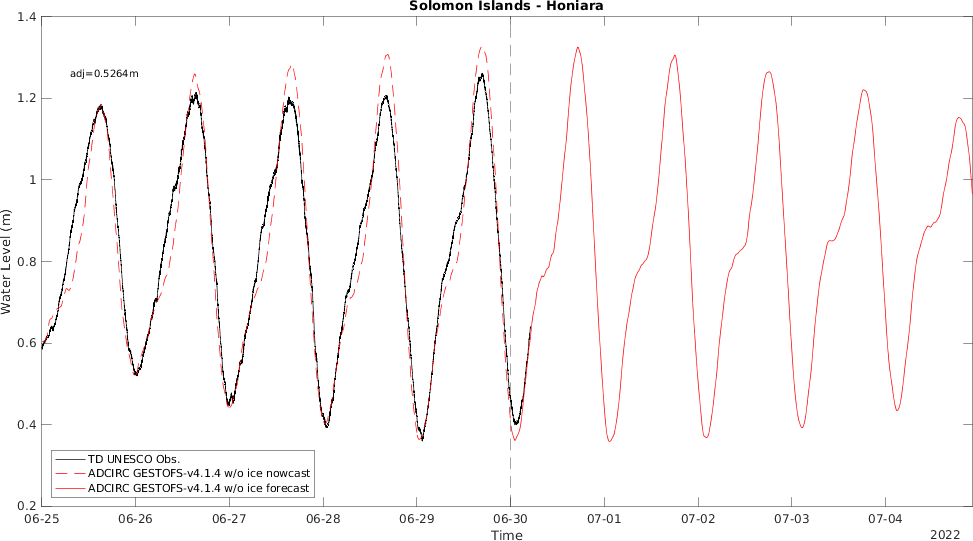 Solomon Islands - Honiara
1.4
adj=0.5264m
1.2
1
0.8
0.6
0.4
0.2
Water Level (m)
TD UNESCO Obs.
ADCIRC GESTOFS-v4.1.4 w/o ice nowcast
ADCIRC GESTOFS-v4.1.4 w/o ice forecast
06-25 06-26 06-27 06-28 06-29 06-30 07-01 07-02 07-03 07-04
Time
2022